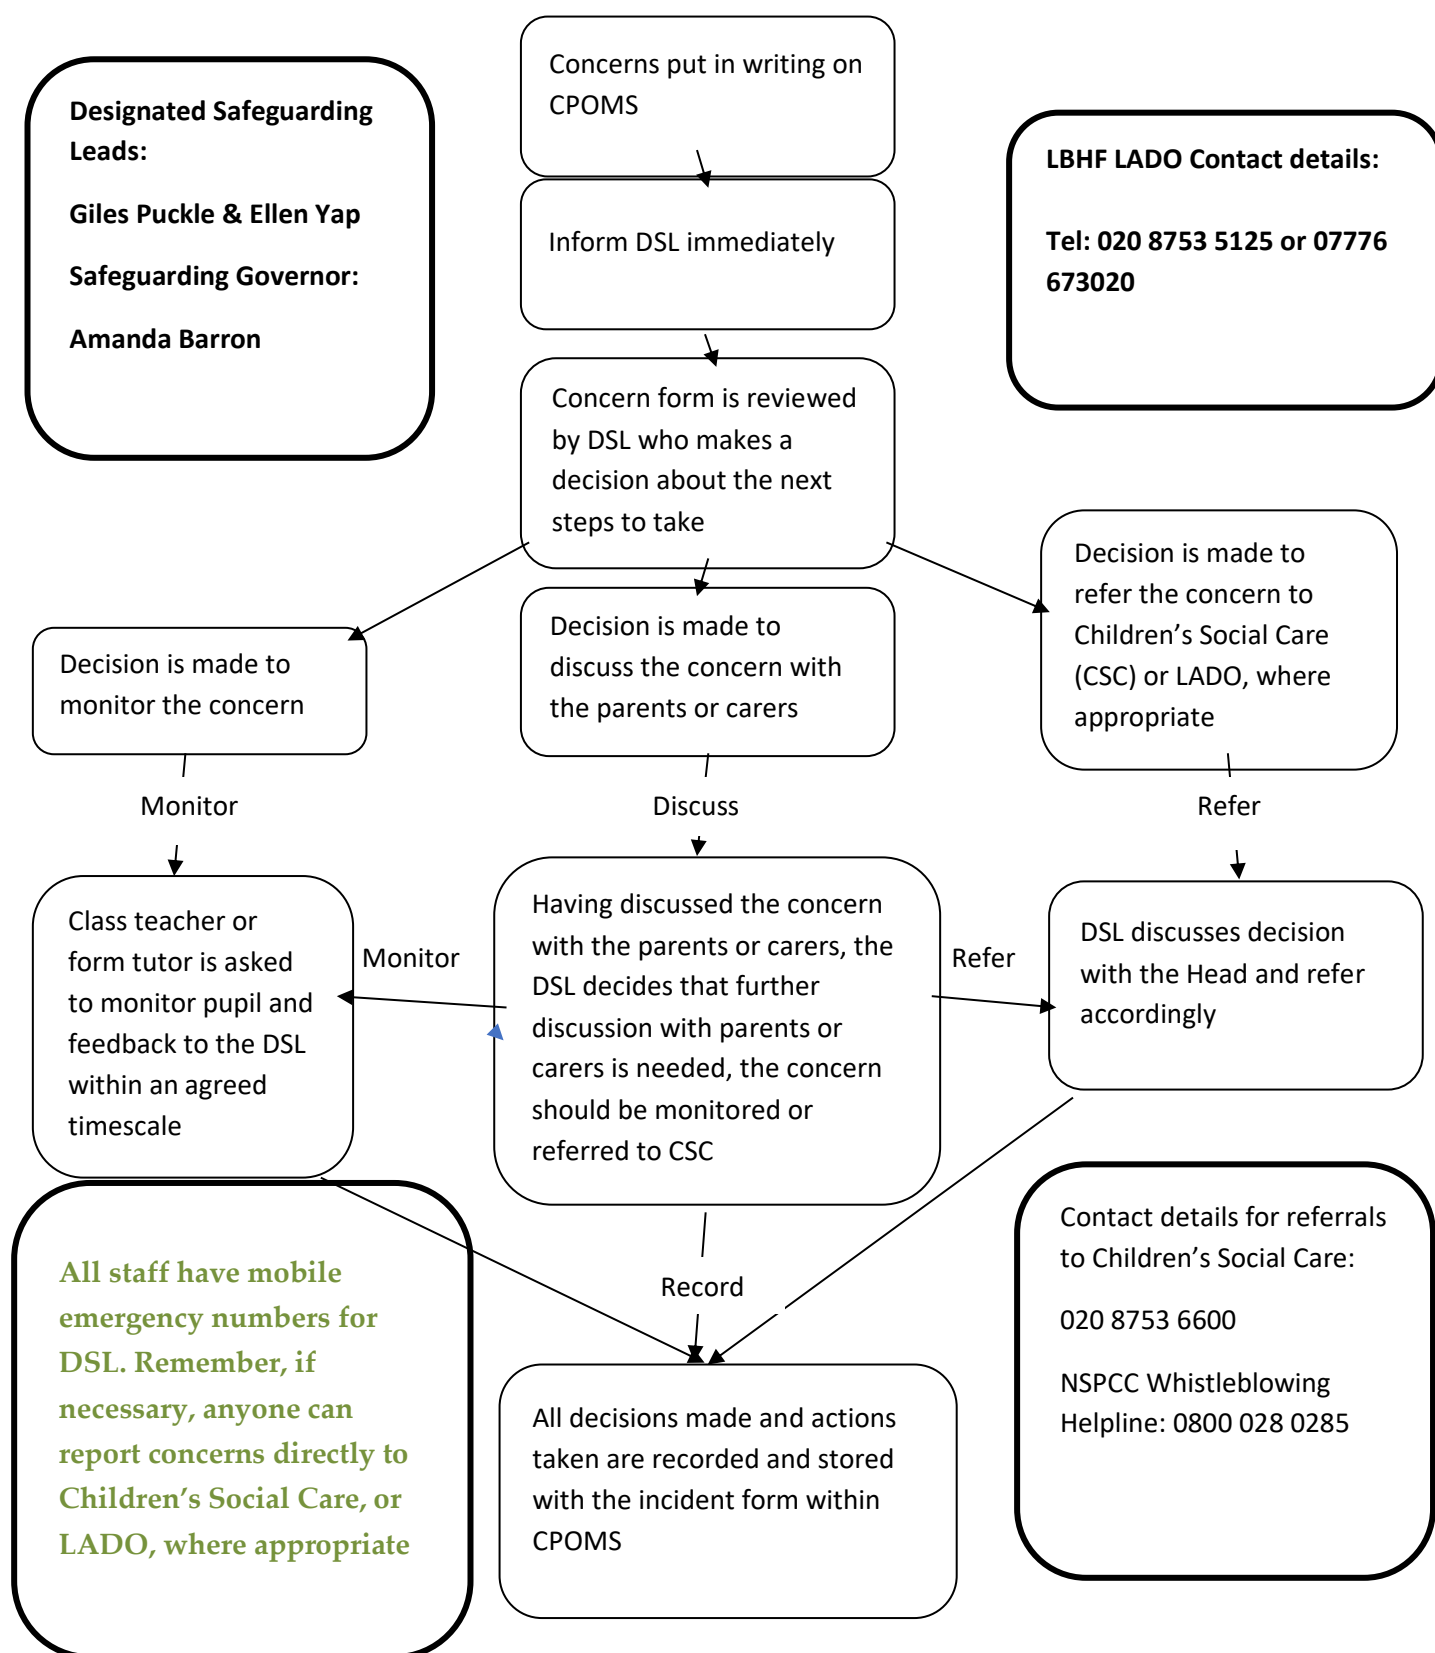 Concerns put in writing on
CPOMS
Designated Safeguarding
Leads:
Giles Puckle & Ellen Yap
Safeguarding Governor:
Amanda Barron
LBHF LADO Contact details:
Tel: 020 8753 5125 or 07776
673020
Inform DSL immediately
Concern form is reviewed
by DSL who makes a
decision about the next
steps to take
Decision is made to
monitor the concern
Decision is made to
discuss the concern with
the parents or carers
Decision is made to
refer the concern to
Children’s Social Care
(CSC) or LADO, where
appropriate
Monitor
Discuss
Refer
Class teacher or
form tutor is asked
to monitor pupil and
feedback to the DSL
within an agreed
timescale
Monitor
Having discussed the concern
with the parents or carers, the
DSL decides that further
discussion with parents or
carers is needed, the concern
should be monitored or
referred to CSC
Refer
DSL discusses decision
with the Head and refer
accordingly
Record
All staff have mobile
emergency numbers for
DSL. Remember, if
necessary, anyone can
report concerns directly to
Children’s Social Care, or
LADO, where appropriate
All decisions made and actions
taken are recorded and stored
with the incident form within
CPOMS
Contact details for referrals
to Children’s Social Care:
020 8753 6600
NSPCC Whistleblowing
Helpline: 0800 028 0285